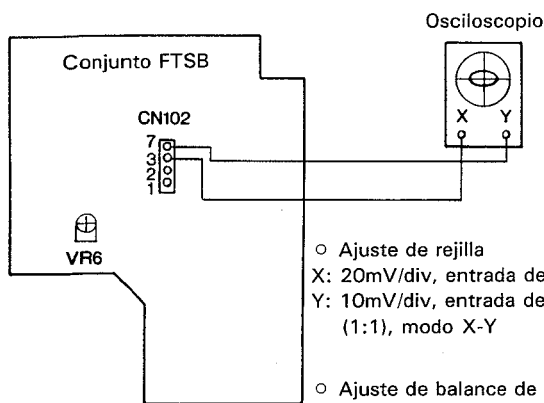 Osciloscopio
Conjunto FTSB
CN102
X Y
7
3
2
1
VR6
○ Ajuste de rejilla
X: 20mV/div, entrada de
Y: 10mV/div, entrada de
(1:1), modo X-Y
○ Ajuste de balance de